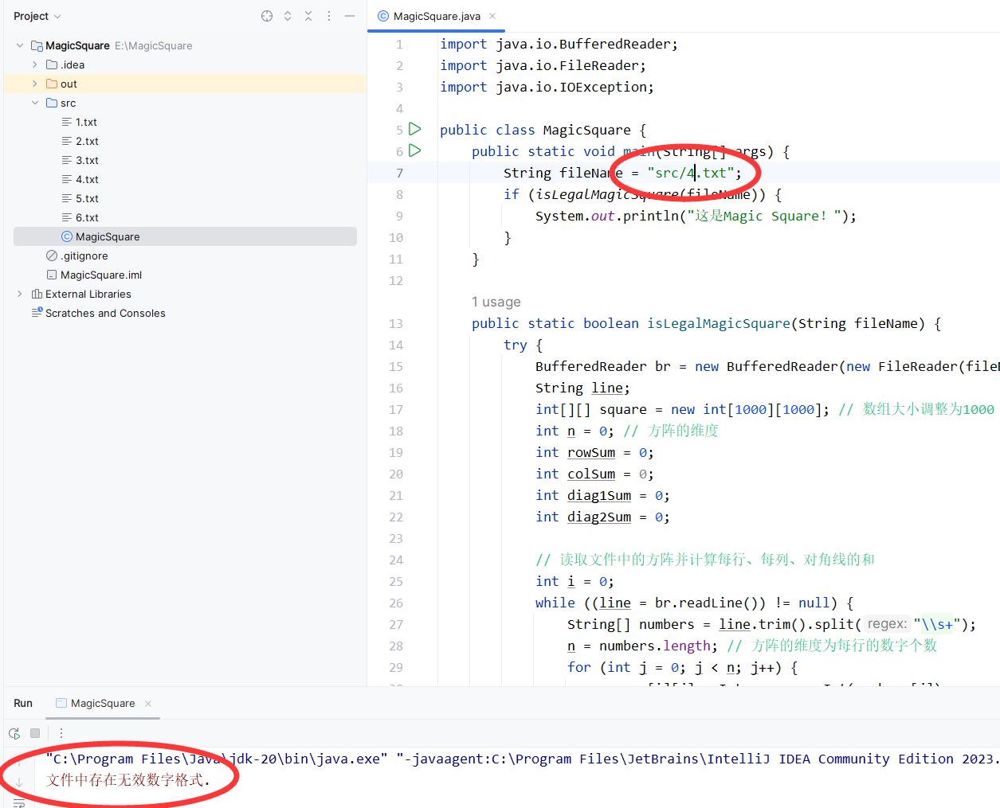 Project
MagicSquare E:\MagicSquare
.idea
out
src
1.txt
2.txt
3.txt
4.txt
5.txt
6.txt
MagicSquare
.gitignore
MagicSquare.iml
External Libraries
Scratches and Consoles
MagicSquare.java
1 import java.io.BufferedReader;
2 import java.io.FileReader;
3 import java.io.IOException;
4
5 public class MagicSquare {
6 public static void main(String[] args) {
7 String fileName = "src/4.txt";
8 if (isLegalMagicSquare(fileName)) {
9 System.out.println("这是Magic Square! ");
10 }
11 }
12
1 usage
13 public static boolean isLegalMagicSquare(String fileName) {
14 try {
15 BufferedReader br = new BufferedReader(new FileReader(file
16 String line;
17 int[][] square = new int[1000][1000]; // 数组大小调整为1000
18 int n = 0; // 方阵的维度
19 int rowSum = 0;
20 int colSum = 0;
21 int diag1Sum = 0;
22 int diag2Sum = 0;
23
24 // 读取文件中的方阵并计算每行、每列、对角线的和
25 int i = 0;
26 while ((line = br.readLine()) != null) {
27 String[] numbers = line.trim().split( regex: "\\s+");
28 n = numbers.length; // 方阵的维度为每行的数字个数
29 for (int j = 0; j < n; j++) {
Run MagicSquare
"C:\Program Files\Java\jdk-20\bin\java.exe" "-javaagent:C:\Program Files\JetBrains\IntelliJ IDEA Community Edition 2023.
文件中存在无效数字格式.